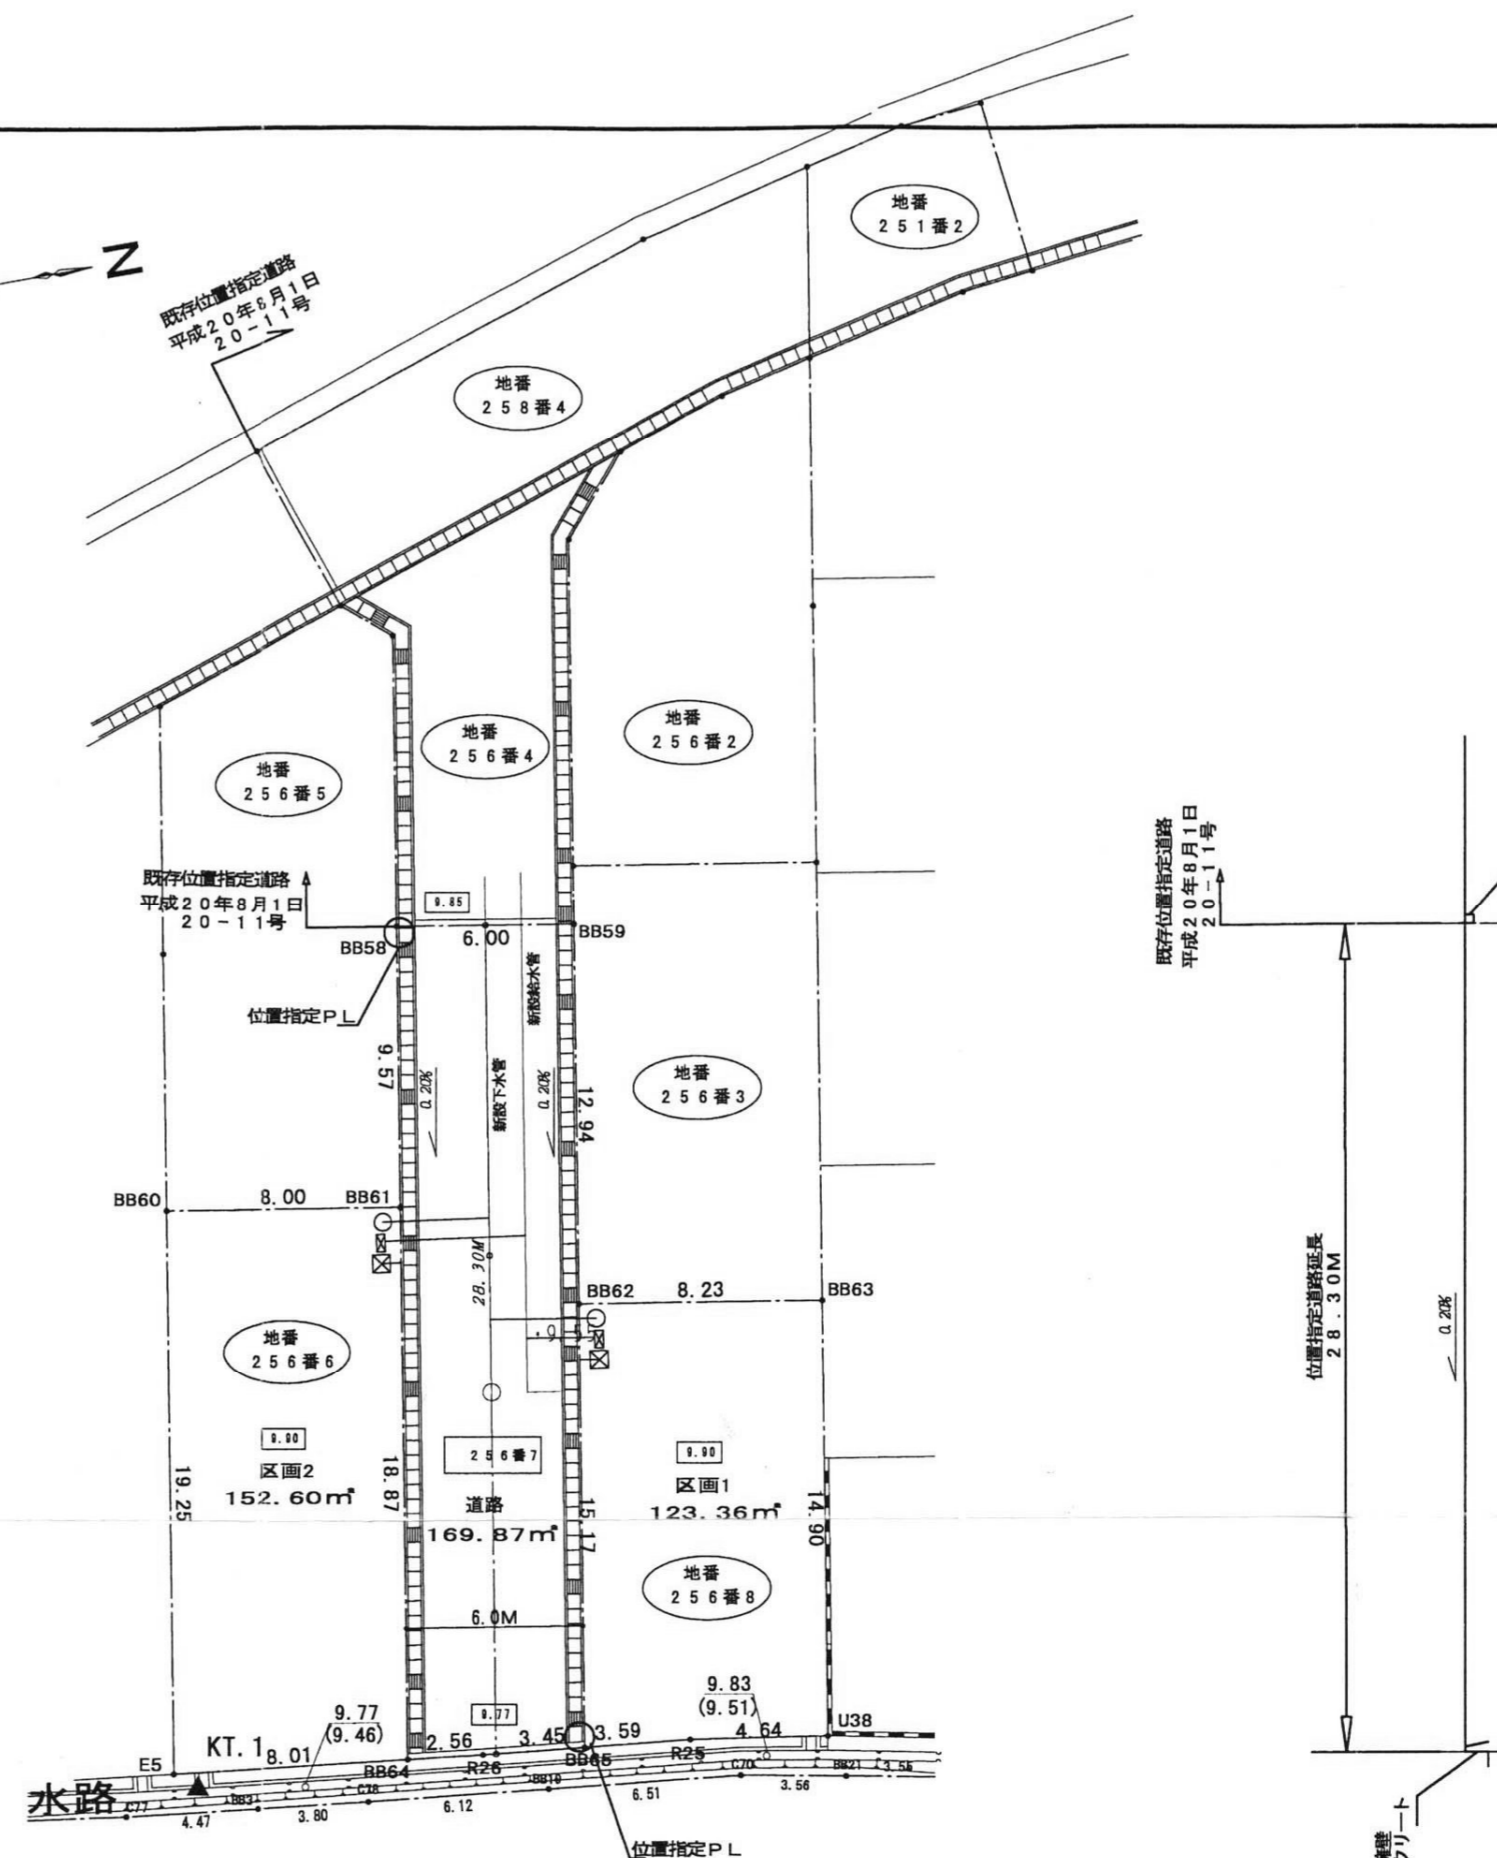 地番
251番2
N
既存位置指定道路
平成20年8月1日
20-11号
地番
258番4
地番
256番4
地番
256番2
地番
256番5
既存位置指定道路
平成20年8月1日
20-11号
9.85
6.00
BB58
BB59
位置指定PL
新設給水管
新設下水管
9.57
0.20%
0.20%
12.94
地番
256番3
既存位置指定道路
平成20年8月1日
20-11号
BB60
8.00
BB61
28.30M
BB62
8.23
BB63
位置指定道路延長
28.30M
0.20%
地番
256番6
9.90
区画2
152.60㎡
19.25
18.87
256番7
道路
169.87㎡
15.17
9.90
区画1
123.36㎡
14.90
地番
256番8
6.0M
9.77
9.77
(9.46)
9.83
(9.51)
E5
KT.1
8.01
BB64
2.56
R26
3.45
BB65
3.59
R25
4.64
U38
水路
C77
4.47
BB3
3.80
C78
6.12
BB19
6.51
C70
3.56
BB21
3.55
位置指定PL